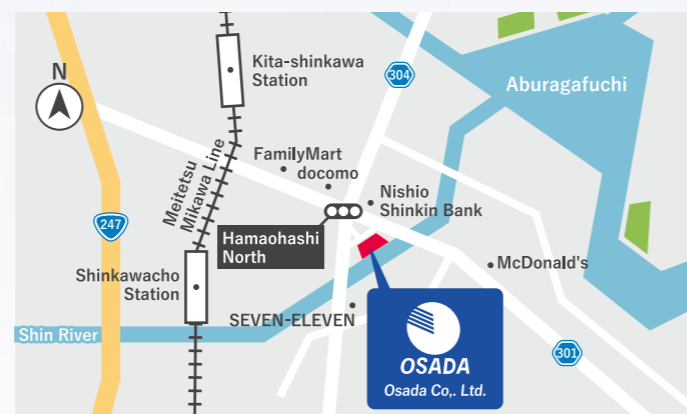 N
Kita-shinkawa
Station
304
Aburagafuchi
Meitetsu
Mikawa Line
FamilyMart
docomo
Nishio
Shinkin Bank
247
Hamaohashi
North
Shinkawacho
Station
McDonald's
SEVEN-ELEVEN
Shin River
301
OSADA
Osada Co,. Ltd.